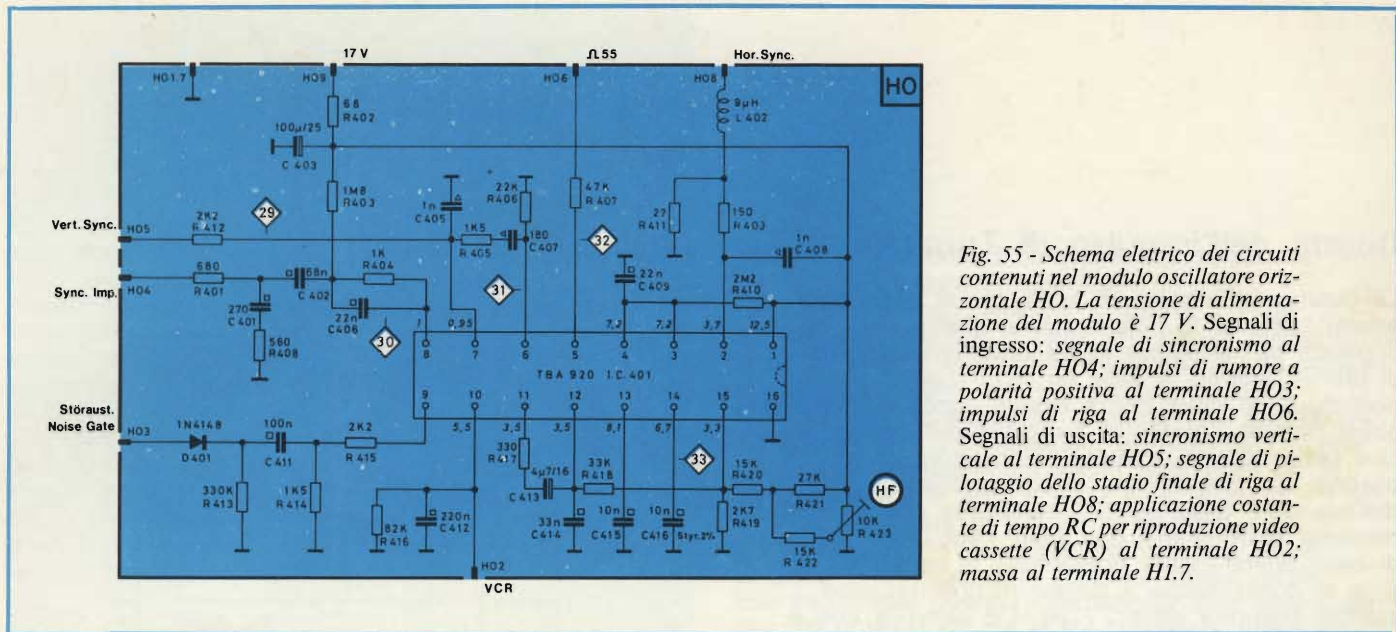 17 V
⎍ 55
Hor. Sync.
HO1.7
HO9
HO6
HO8
HO
68
R402
9µH
L 402
100µ/25
C 403
1M8
R403
22K
R406
47K
R407
1n
C405
27
R411
150
R403
29
Vert. Sync.
HO5
2K2
R412
1K5
R405
180
C407
32
1n
C408
680
R401
HO4
Sync. Imp.
68n
C402
1K
R404
22n
C409
2M2
R410
270
C401
31
22n
C406
560
R408
30
1
0,95
7,2
7,2
3,7
12,5
8
7
6
5
4
3
2
1
TBA 920 I.C.401
9
10
11
12
13
14
15
16
Störaust.
Noise Gate
HO3
1N4148
D401
100n
C411
2K2
R415
5,5
3,5
3,5
8,1
6,7
3,3
330
R417
33
4µ7/16
C413
33K
R418
15K
R420
27K
R421
HF
330K
R413
1K5
R414
82K
R416
220n
C412
33n
C414
10n
C415
10n
C416
Styr.2%
2K7
R419
15K
R422
10K
R423
HO2
VCR
Fig. 55 - Schema elettrico dei circuiti
contenuti nel modulo oscillatore oriz-
zontale HO. La tensione di alimenta-
zione del modulo è 17 V. Segnali di
ingresso: segnale di sincronismo al
terminale HO4; impulsi di rumore a
polarità positiva al terminale HO3;
impulsi di riga al terminale HO6.
Segnali di uscita: sincronismo verti-
cale al terminale HO5; segnale di pi-
lotaggio dello stadio finale di riga al
terminale HO8; applicazione costan-
te di tempo RC per riproduzione video
cassette (VCR) al terminale HO2;
massa al terminale H1.7.